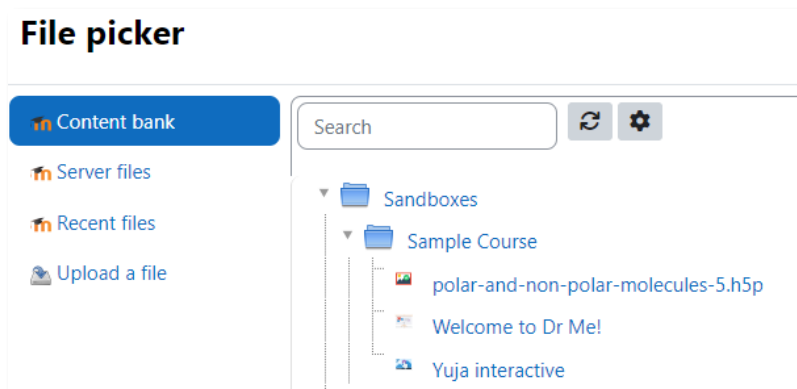 File picker
Content bank
Server files
Recent files
Upload a file
Search
Sandboxes
Sample Course
polar-and-non-polar-molecules-5.h5p
Welcome to Dr Me!
Yuja interactive